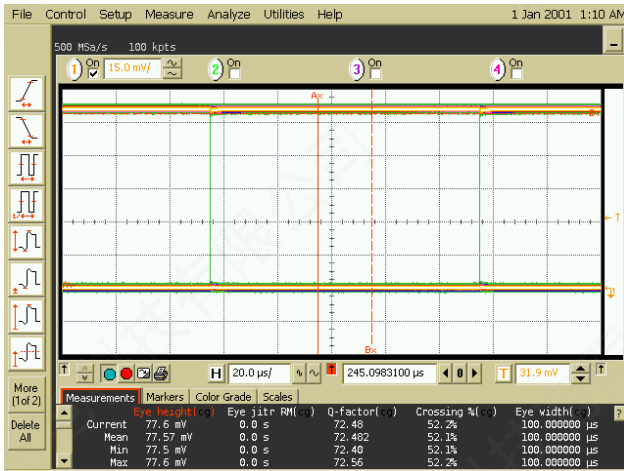 File Control Setup Measure Analyze Utilities Help 1 Jan 2001 1:10 AM
500 MSa/s 100 kpts
1 On 15.0 mV/ 2 On 3 On 4 On
Ax
Bx
H 20.0 µs/ 245.0983100 µs 0 T 31.9 mV
More (1of 2)
Delete All
Measurements Markers Color Grade Scales
Eye height(cg) Eye jitr RM(cg) Q-factor(cg) Crossing %(cg) Eye width(cg) ?
Current 77.6 mV 0.0 s 72.48 52.2% 100.000000 µs
Mean 77.57 mV 0.0 s 72.482 52.1% 100.000000 µs
Min 77.5 mV 0.0 s 72.40 52.1% 100.000000 µs
Max 77.6 mV 0.0 s 72.56 52.2% 100.000000 µs